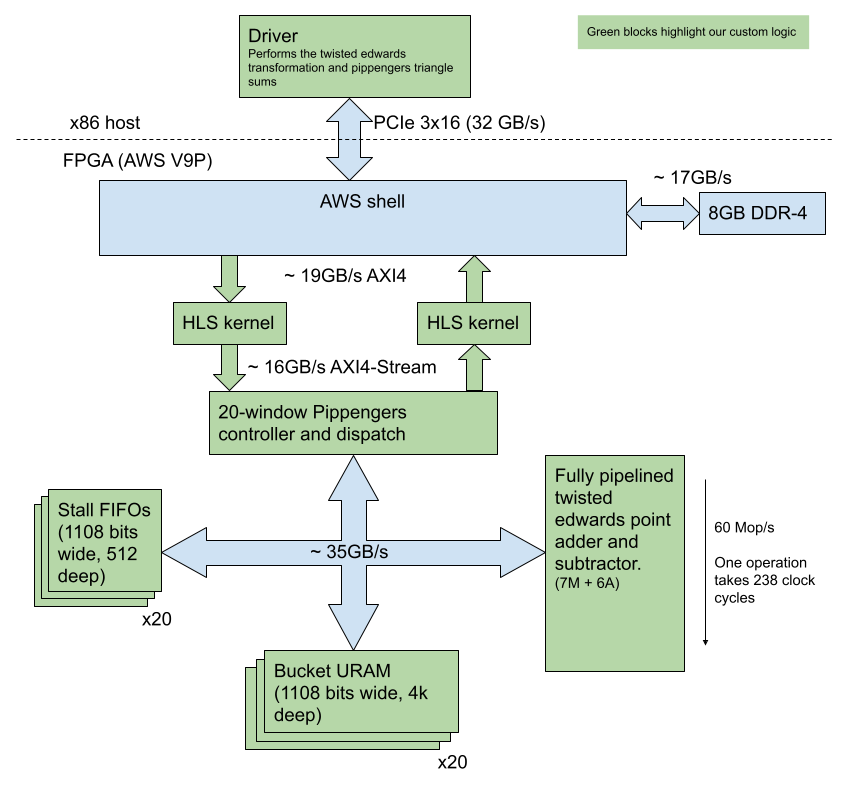 Driver
Performs the twisted edwards
transformation and pippengers triangle
sums
Green blocks highlight our custom logic
x86 host
PCIe 3x16 (32 GB/s)
FPGA (AWS V9P)
AWS shell
~ 17GB/s
8GB DDR-4
~ 19GB/s AXI4
HLS kernel
HLS kernel
~ 16GB/s AXI4-Stream
20-window Pippengers
controller and dispatch
Stall FIFOs
(1108 bits
wide, 512
deep)
x20
~ 35GB/s
Fully pipelined
twisted
edwards point
adder and
subtractor.
(7M + 6A)
60 Mop/s
One operation
takes 238 clock
cycles
Bucket URAM
(1108 bits wide, 4k
deep)
x20